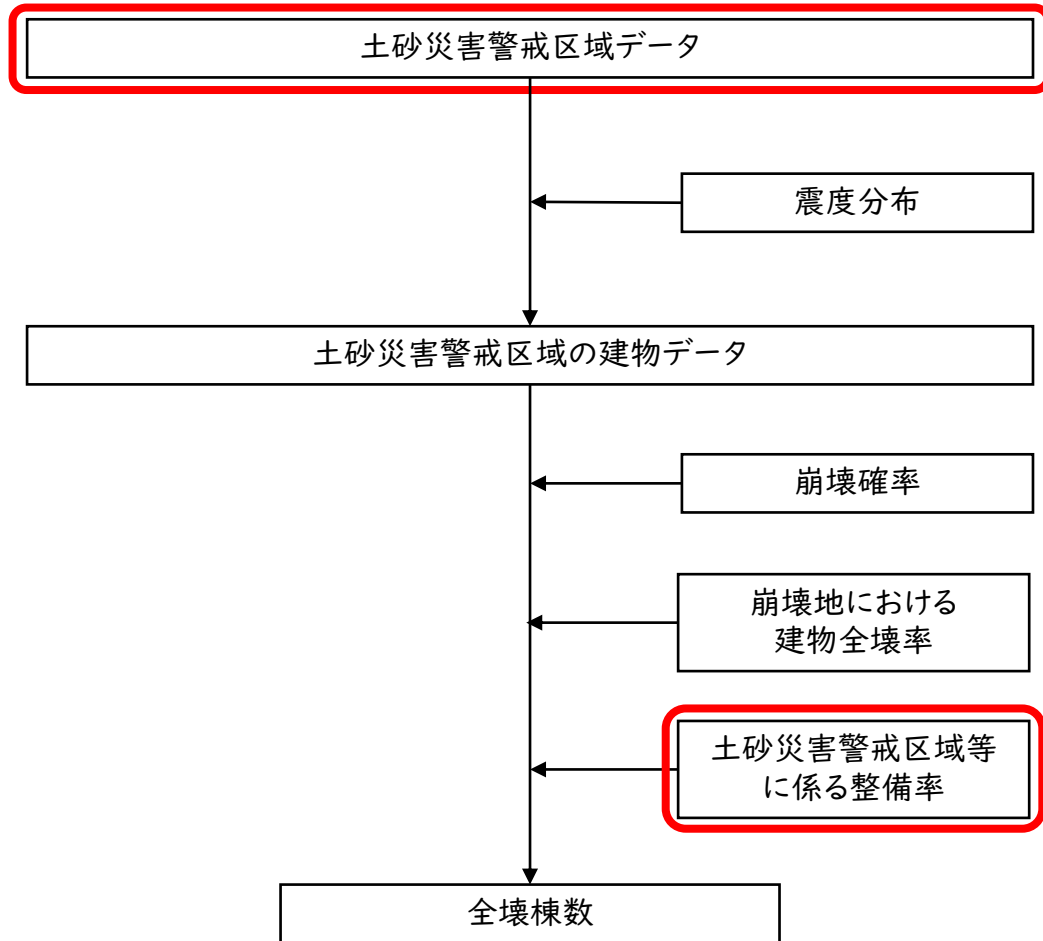 土砂災害警戒区域データ
震度分布
土砂災害警戒区域の建物データ
崩壊確率
崩壊地における
建物全壊率
土砂災害警戒区域等
に係る整備率
全壊棟数